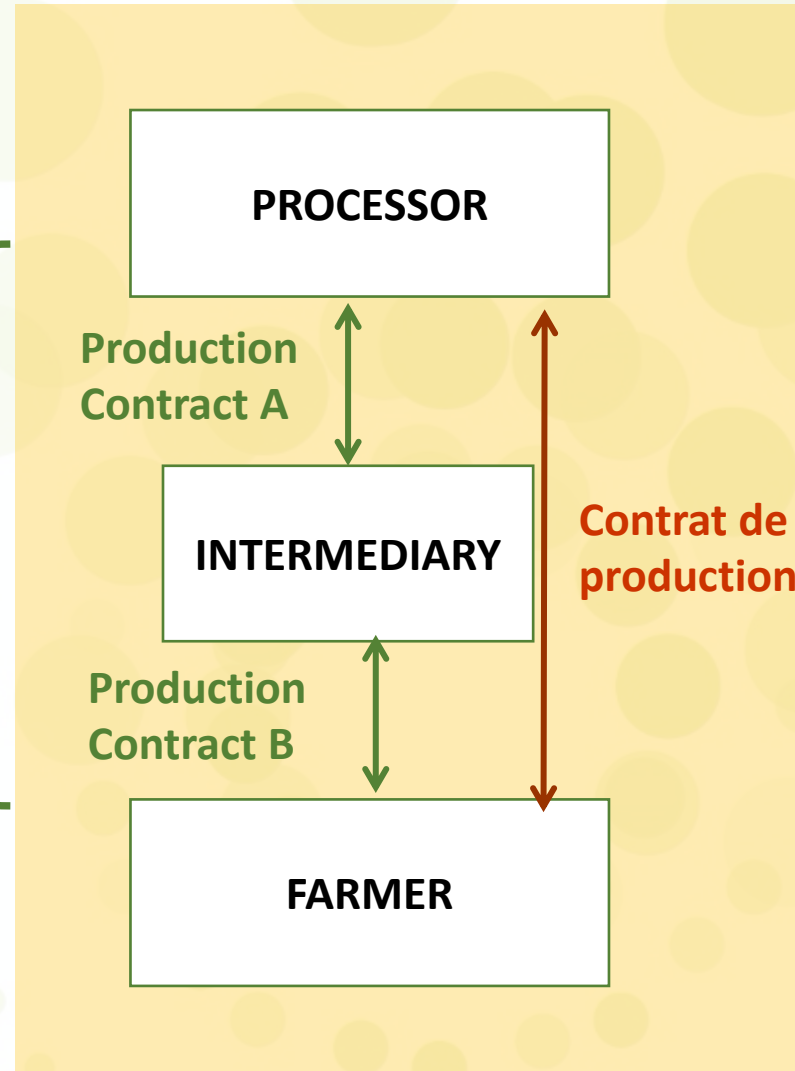 PROCESSOR
Production
Contract A
INTERMEDIARY
Contrat de
production
Production
Contract B
FARMER